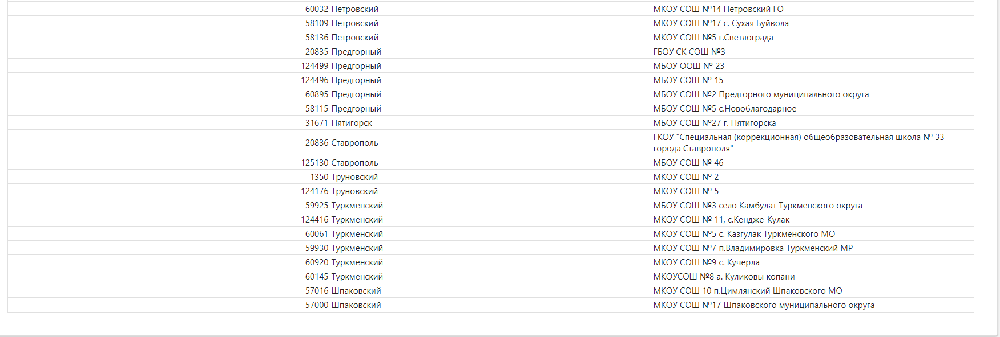 60032 Петровский МКОУ СОШ №14 Петровский ГО
58109 Петровский МКОУ СОШ №17 с. Сухая Буйвола
58136 Петровский МКОУ СОШ №5 г.Светлограда
20835 Предгорный ГБОУ СК СОШ №3
124499 Предгорный МБОУ ООШ № 23
124496 Предгорный МБОУ СОШ № 15
60895 Предгорный МБОУ СОШ №2 Предгорного муниципального округа
58115 Предгорный МБОУ СОШ №5 с.Новоблагодарное
31671 Пятигорск МБОУ СОШ №27 г. Пятигорска
20836 Ставрополь ГКОУ "Специальная (коррекционная) общеобразовательная школа № 33
города Ставрополя"
125130 Ставрополь МБОУ СОШ № 46
1350 Труновский МКОУ СОШ № 2
124176 Труновский МКОУ СОШ № 5
59925 Туркменский МБОУ СОШ №3 село Камбулат Туркменского округа
124416 Туркменский МКОУ СОШ № 11, с.Кендже-Кулак
60061 Туркменский МКОУ СОШ №5 с. Казгулак Туркменского МО
59930 Туркменский МКОУ СОШ №7 п.Владимировка Туркменский МР
60920 Туркменский МКОУ СОШ №9 с. Кучерла
60145 Туркменский МКОУСОШ №8 а. Куликовы копани
57016 Шпаковский МКОУ СОШ 10 п.Цимлянский Шпаковского МО
57000 Шпаковский МКОУ СОШ №17 Шпаковского муниципального округа